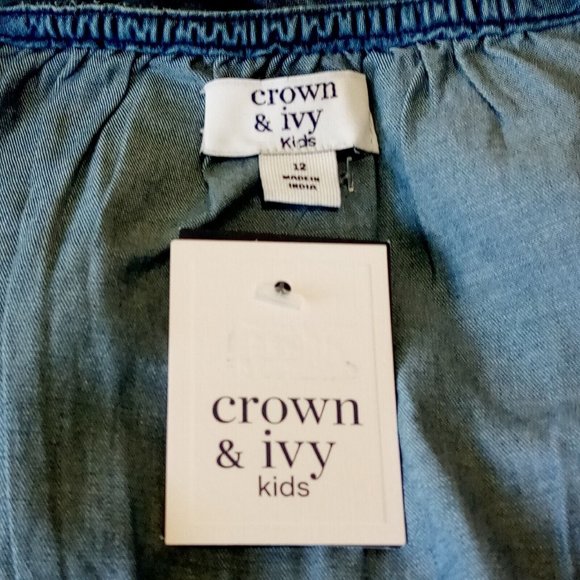 crown
& ivy
kids
12
MADE IN
INDIA
crown
& ivy
kids